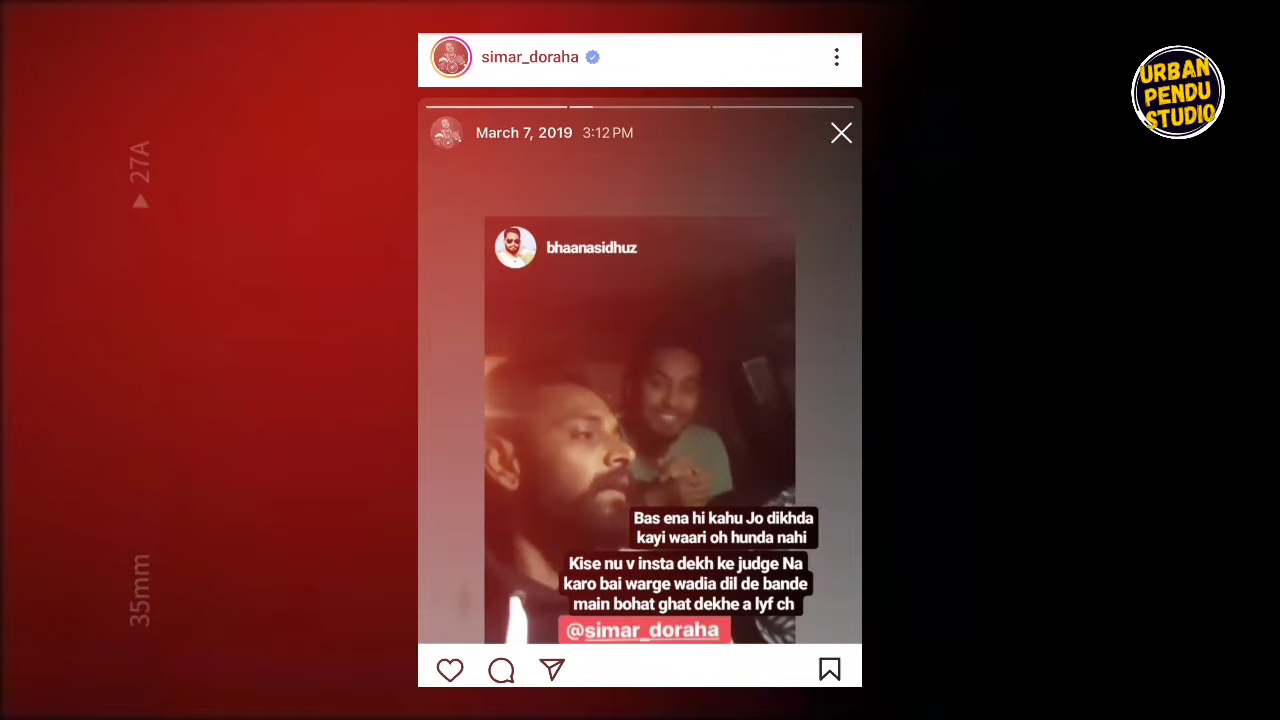 simar_doraha
URBAN
PENDU
STUDIO
March 7, 2019 3:12 PM
27A
bhaanasidhuz
Bas ena hi kahu Jo dikhda
kayi waari oh hunda nahi
Kise nu v insta dekh ke judge Na
karo bai warge wadia dil de bande
main bohat ghat dekhe a lyf ch
@simar_doraha
35mm